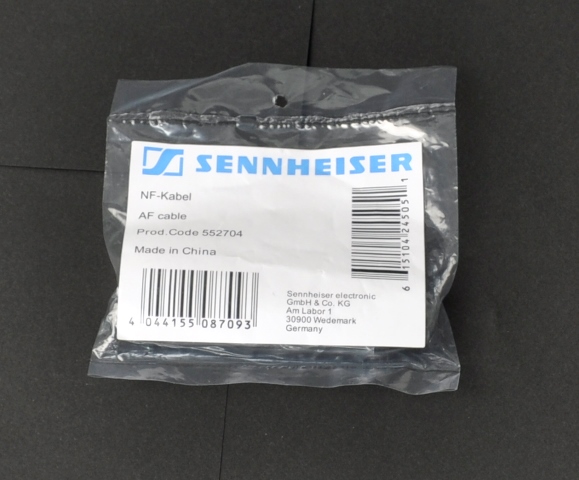 SENNHEISER
NF-Kabel
AF cable
Prod.Code 552704
Made in China
6 15104 24505 1
4 044155 087093
Sennheiser electronic
GmbH & Co. KG
Am Labor 1
30900 Wedemark
Germany